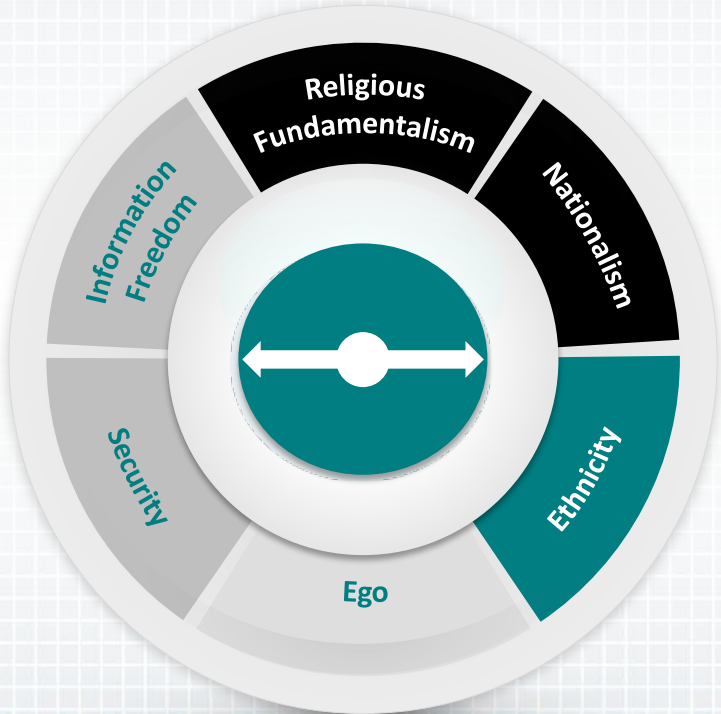 Religious
Fundamentalism
Nationalism
Ethnicity
Ego
Security
Information
Freedom